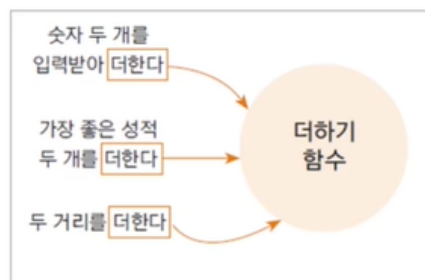 숫자 두 개를
입력받아 더한다
가장 좋은 성적
두 개를 더한다
두 거리를 더한다
더하기
함수